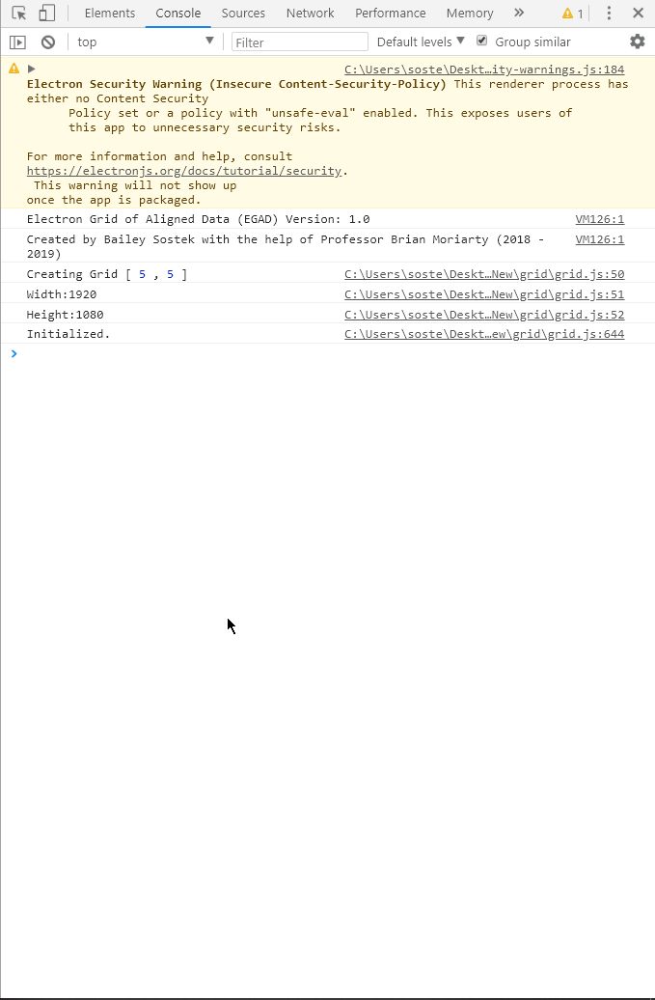 Elements Console Sources Network Performance Memory » 1
top Filter Default levels Group similar
C:\Users\soste\Deskt…ity-warnings.js:184
Electron Security Warning (Insecure Content-Security-Policy) This renderer process has
either no Content Security
Policy set or a policy with "unsafe-eval" enabled. This exposes users of
this app to unnecessary security risks.
For more information and help, consult
https://electronjs.org/docs/tutorial/security.
This warning will not show up
once the app is packaged.
Electron Grid of Aligned Data (EGAD) Version: 1.0 VM126:1
Created by Bailey Sostek with the help of Professor Brian Moriarty (2018 - VM126:1
2019)
Creating Grid [ 5 , 5 ] C:\Users\soste\Deskt…New\grid\grid.js:50
Width:1920 C:\Users\soste\Deskt…New\grid\grid.js:51
Height:1080 C:\Users\soste\Deskt…New\grid\grid.js:52
Initialized. C:\Users\soste\Deskt…ew\grid\grid.js:644